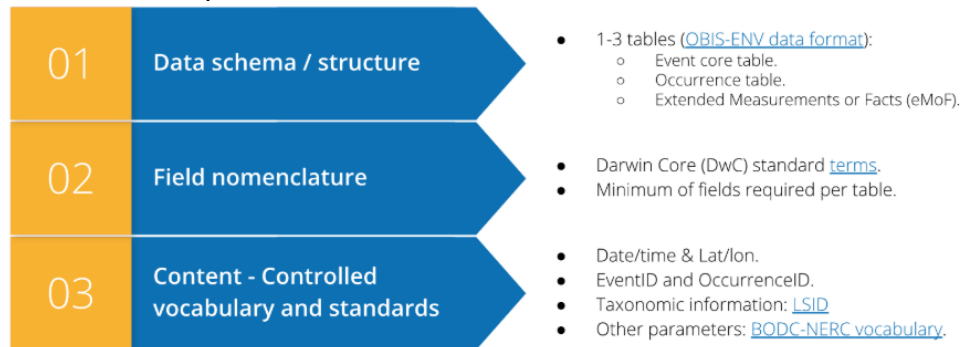 01
Data schema / structure
● 1-3 tables (OBIS-ENV data format):
○ Event core table.
○ Occurrence table.
○ Extended Measurements or Facts (eMoF).
02
Field nomenclature
● Darwin Core (DwC) standard terms.
● Minimum of fields required per table.
03
Content - Controlled
vocabulary and standards
● Date/time & Lat/lon.
● EventID and OccurrenceID.
● Taxonomic information: LSID
● Other parameters: BODC-NERC vocabulary.